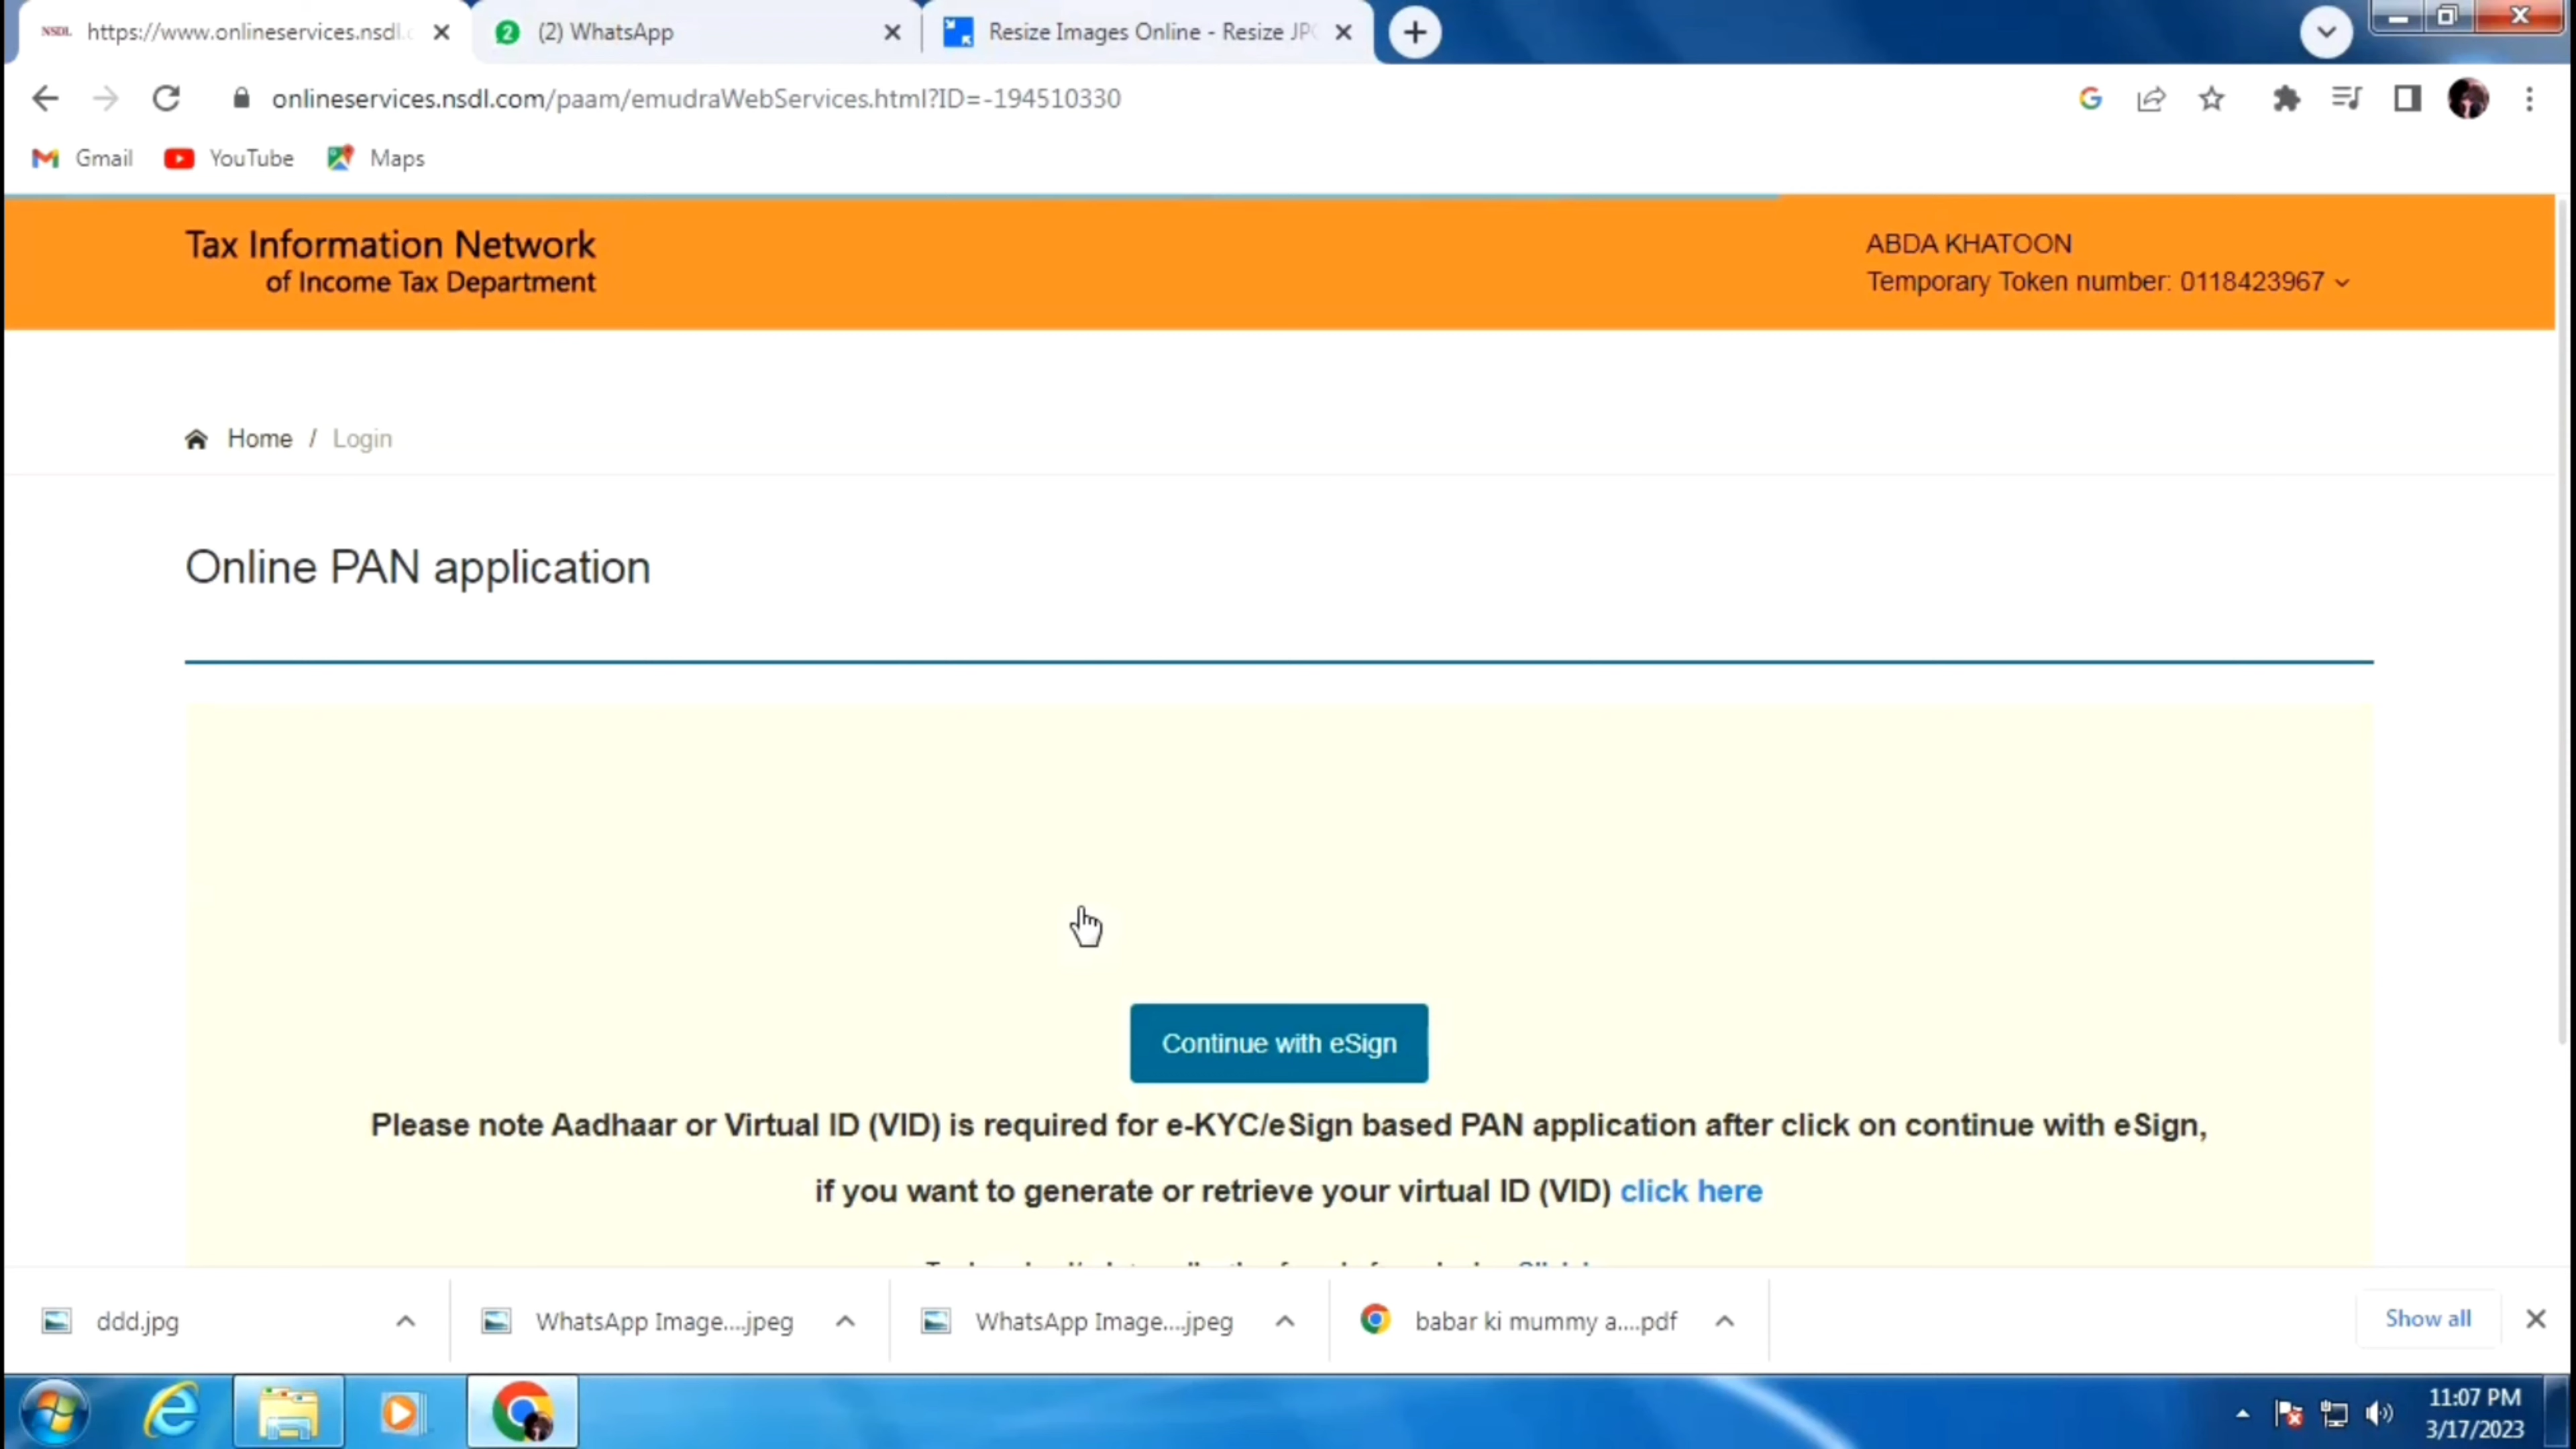 NSDL https://www.onlineservices.nsdl.c
2 (2) WhatsApp
Resize Images Online - Resize JP
onlineservices.nsdl.com/paam/emudraWebServices.html?ID=-194510330
Gmail YouTube Maps
Tax Information Network
of Income Tax Department
ABDA KHATOON
Temporary Token number: 0118423967
Home / Login
Online PAN application
Continue with eSign
Please note Aadhaar or Virtual ID (VID) is required for e-KYC/eSign based PAN application after click on continue with eSign,
if you want to generate or retrieve your virtual ID (VID) click here
ddd.jpg WhatsApp Image....jpeg WhatsApp Image....jpeg babar ki mummy a....pdf Show all
11:07 PM
3/17/2023